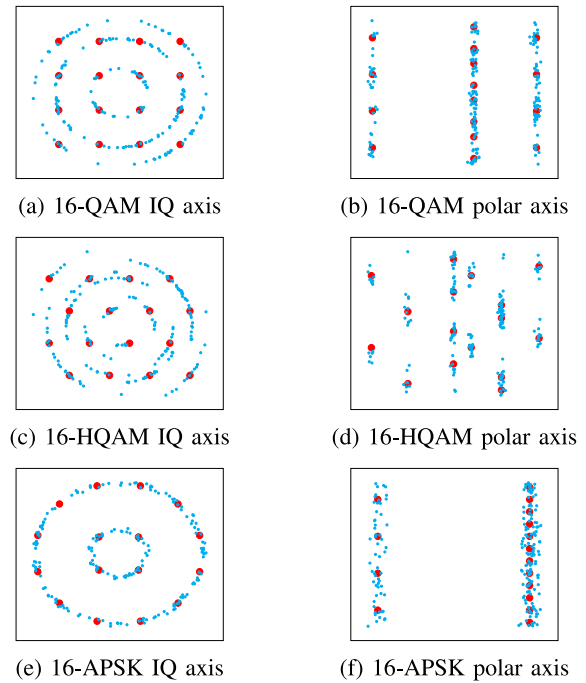 (a) 16-QAM IQ axis
(b) 16-QAM polar axis
(c) 16-HQAM IQ axis
(d) 16-HQAM polar axis
(e) 16-APSK IQ axis
(f) 16-APSK polar axis